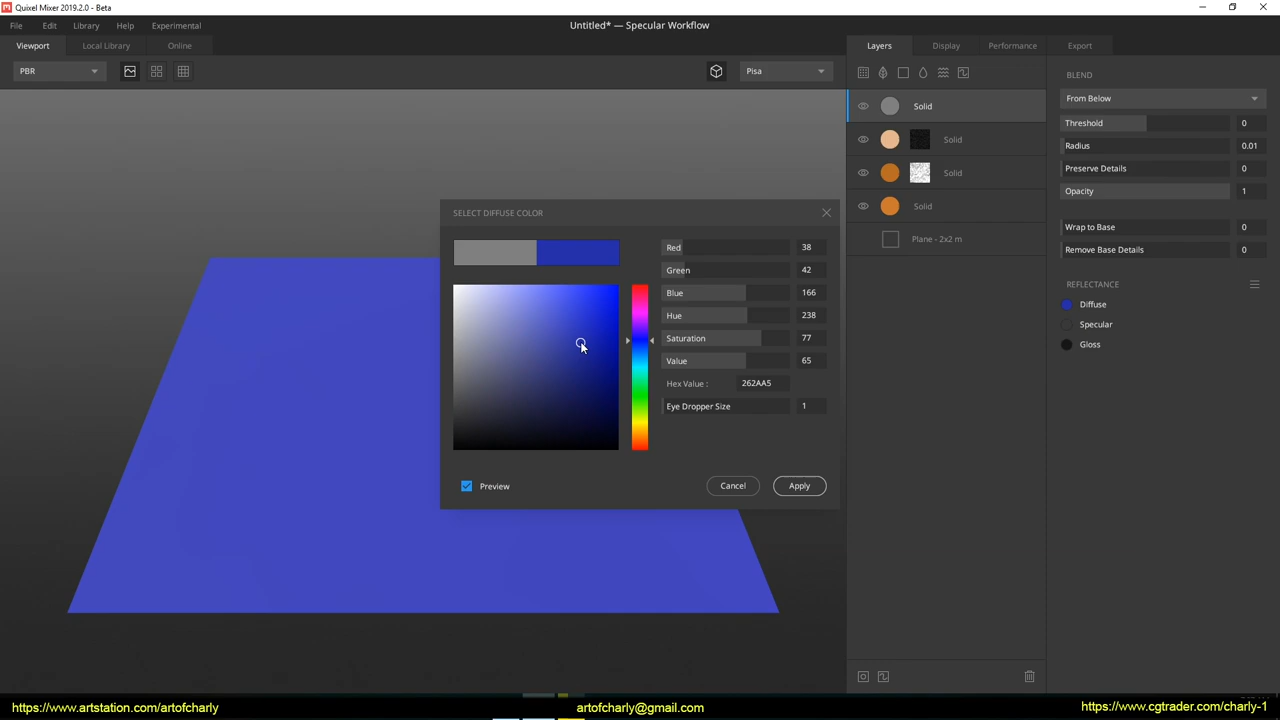 Quixel Mixer 2019.2.0 - Beta
File Edit Library Help Experimental
Untitled* — Specular Workflow
Viewport Local Library Online
Layers Display Performance Export
PBR
Pisa
BLEND
From Below
Threshold 0
Radius 0.01
Preserve Details 0
Opacity 1
Wrap to Base 0
Remove Base Details 0
REFLECTANCE
Diffuse
Specular
Gloss
Solid
Solid
Solid
Solid
Plane - 2x2 m
SELECT DIFFUSE COLOR
Red 38
Green 42
Blue 166
Hue 238
Saturation 77
Value 65
Hex Value : 262AA5
Eye Dropper Size 1
Preview
Cancel
Apply
https://www.artstation.com/artofcharly
artofcharly@gmail.com
https://www.cgtrader.com/charly-1